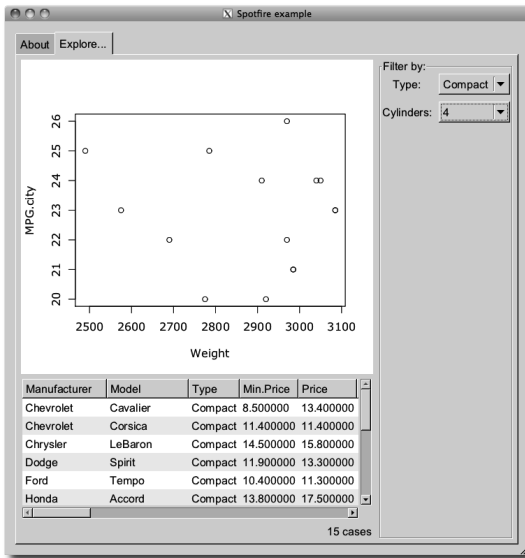 Spotfire example
About Explore...
Filter by:
Type: Compact
Cylinders: 4
MPG.city
26
25
24
23
22
21
20
2500 2600 2700 2800 2900 3000 3100
Weight
Manufacturer Model Type Min.Price Price
Chevrolet Cavalier Compact 8.500000 13.400000
Chevrolet Corsica Compact 11.400000 11.400000
Chrysler LeBaron Compact 14.500000 15.800000
Dodge Spirit Compact 11.900000 13.300000
Ford Tempo Compact 10.400000 11.300000
Honda Accord Compact 13.800000 17.500000
15 cases